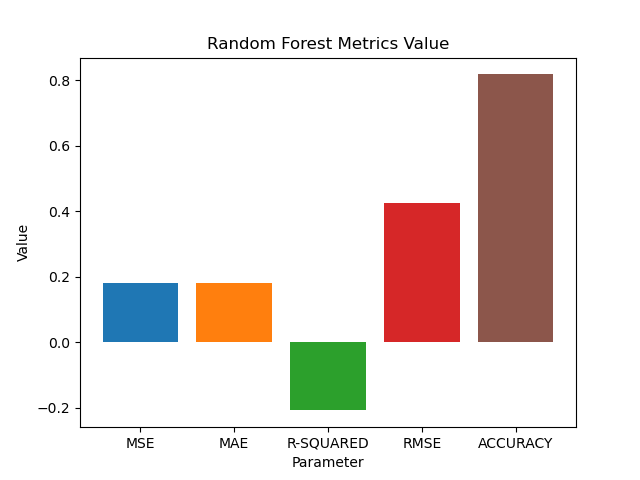 Random Forest Metrics Value
Value
0.8
0.6
0.4
0.2
0.0
−0.2
MSE MAE R-SQUARED RMSE ACCURACY
Parameter